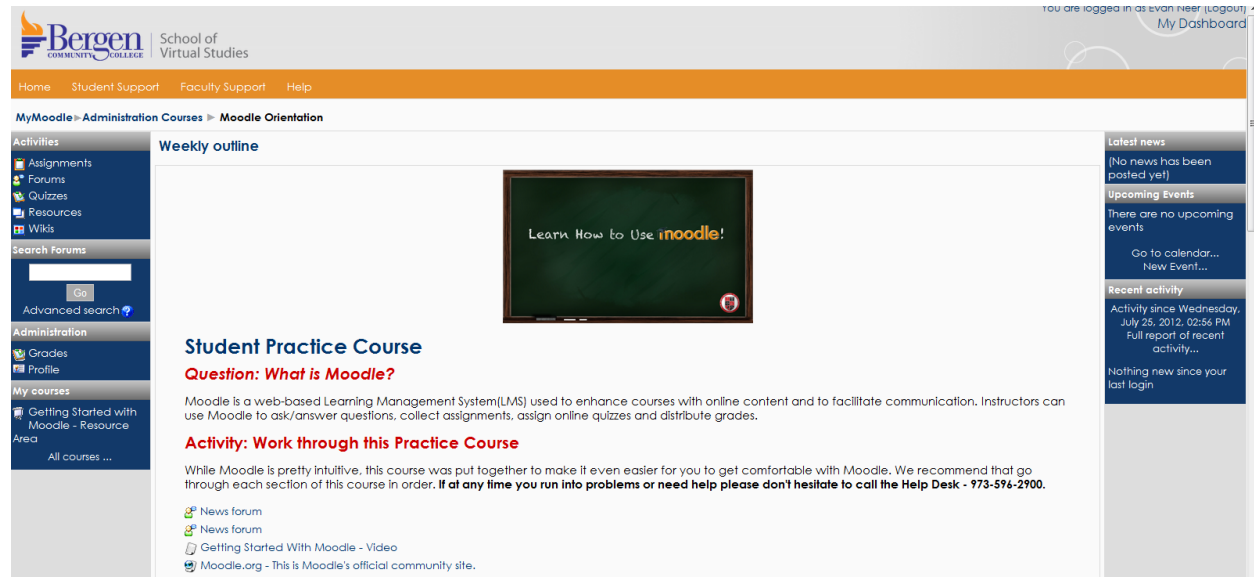 You are logged in as Evan Neer (Logout)
My Dashboard
Bergen
COMMUNITY COLLEGE
School of
Virtual Studies
Home Student Support Faculty Support Help
MyMoodle ► Administration Courses ► Moodle Orientation
Activities
Assignments
Forums
Quizzes
Resources
Wikis
Search Forums
Go
Advanced search ?
Administration
Grades
Profile
My courses
Getting Started with
Moodle - Resource
Area
All courses ...
Weekly outline
Learn How to Use moodle!
Student Practice Course
Question: What is Moodle?
Moodle is a web-based Learning Management System(LMS) used to enhance courses with online content and to facilitate communication. Instructors can
use Moodle to ask/answer questions, collect assignments, assign online quizzes and distribute grades.
Activity: Work through this Practice Course
While Moodle is pretty intuitive, this course was put together to make it even easier for you to get comfortable with Moodle. We recommend that go
through each section of this course in order. If at any time you run into problems or need help please don't hesitate to call the Help Desk - 973-596-2900.
News forum
News forum
Getting Started With Moodle - Video
Moodle.org - This is Moodle's official community site.
Latest news
(No news has been
posted yet)
Upcoming Events
There are no upcoming
events
Go to calendar...
New Event...
Recent activity
Activity since Wednesday,
July 25, 2012, 02:56 PM
Full report of recent
activity...
Nothing new since your
last login